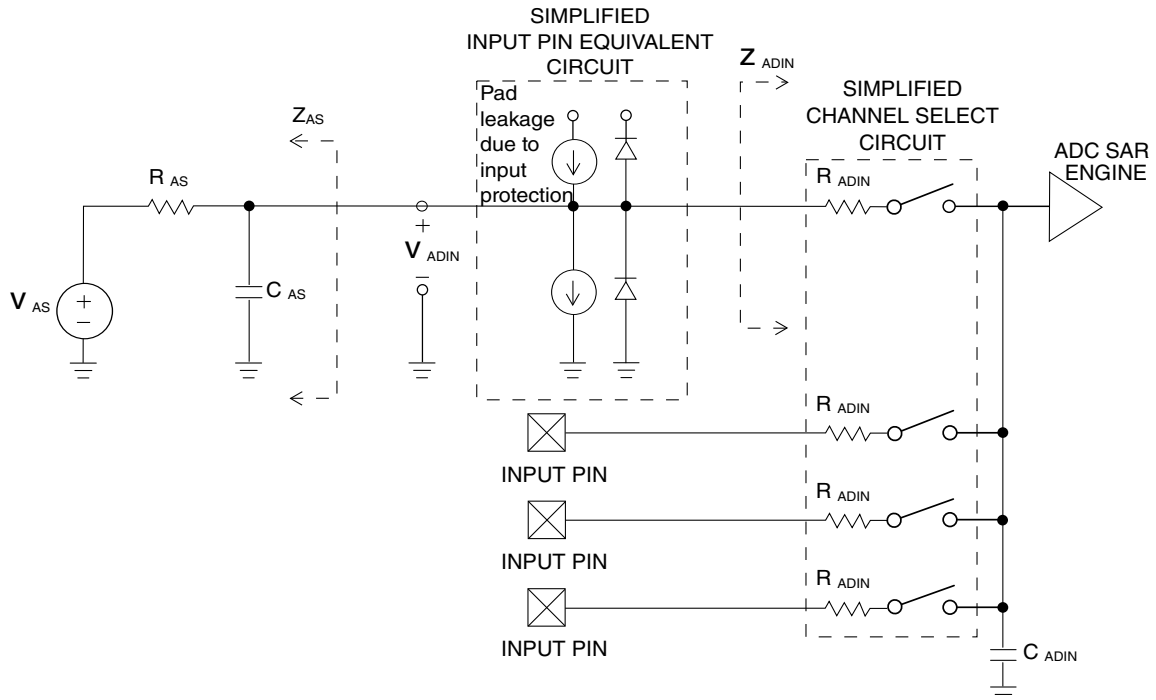 SIMPLIFIED
INPUT PIN EQUIVALENT
CIRCUIT
Z ADIN
SIMPLIFIED
CHANNEL SELECT
CIRCUIT
ADC SAR
ENGINE
Pad
leakage
due to
input
protection
ZAS
R AS
R ADIN
+
V ADIN
–
V AS
+
–
C AS
R ADIN
INPUT PIN
R ADIN
INPUT PIN
R ADIN
INPUT PIN
C ADIN